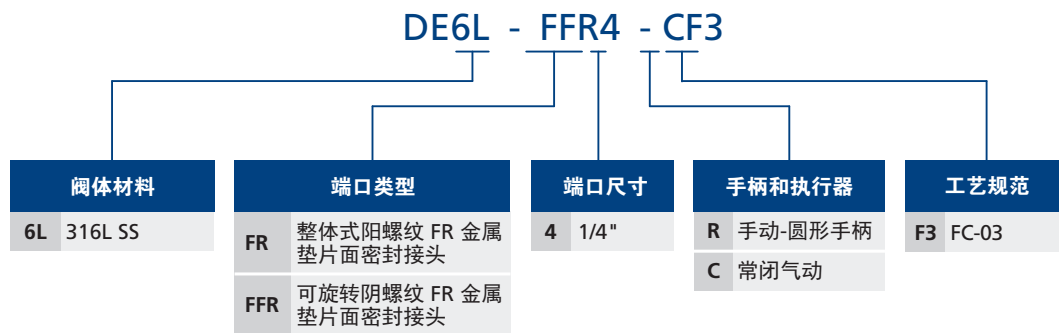 DE6L - FFR4 - CF3
阀体材料
6L 316L SS
端口类型
FR 整体式阳螺纹 FR 金属
垫片面密封接头
FFR 可旋转阴螺纹 FR 金属
垫片面密封接头
端口尺寸
4 1/4"
手柄和执行器
R 手动-圆形手柄
C 常闭气动
工艺规范
F3 FC-03